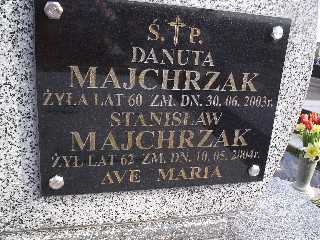 Ś.†P.
DANUTA
MAJCHRZAK
ŻYŁA LAT 60 ZM. DN. 30.06.2003r.
STANISŁAW
MAJCHRZAK
ŻYŁ LAT 62 ZM. DN. 10.05.2004r.
AVE MARIA